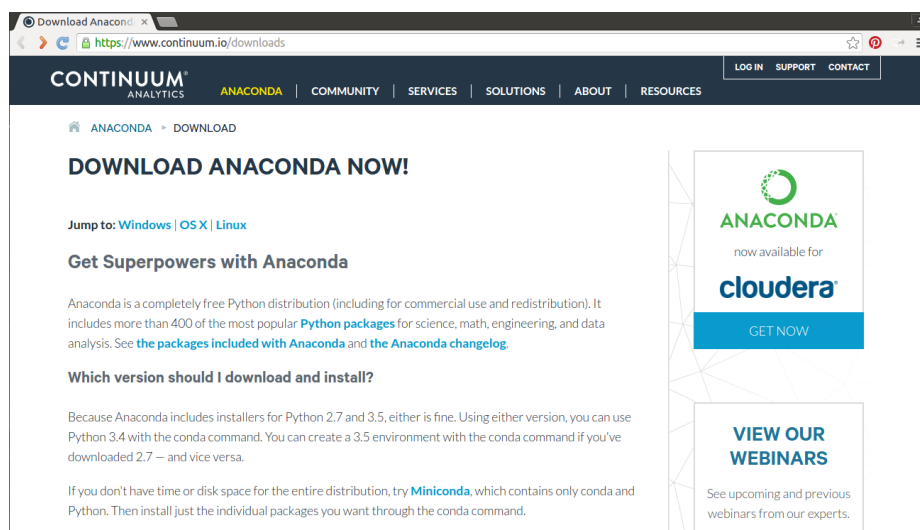 Download Anacond
https://www.continuum.io/downloads
LOG IN SUPPORT CONTACT
CONTINUUM®
ANALYTICS
ANACONDA | COMMUNITY | SERVICES | SOLUTIONS | ABOUT | RESOURCES
ANACONDA ▸ DOWNLOAD
DOWNLOAD ANACONDA NOW!
Jump to: Windows | OS X | Linux
Get Superpowers with Anaconda
Anaconda is a completely free Python distribution (including for commercial use and redistribution). It
includes more than 400 of the most popular Python packages for science, math, engineering, and data
analysis. See the packages included with Anaconda and the Anaconda changelog.
Which version should I download and install?
Because Anaconda includes installers for Python 2.7 and 3.5, either is fine. Using either version, you can use
Python 3.4 with the conda command. You can create a 3.5 environment with the conda command if you've
downloaded 2.7 — and vice versa.
If you don't have time or disk space for the entire distribution, try Miniconda, which contains only conda and
Python. Then install just the individual packages you want through the conda command.
ANACONDA
now available for
cloudera
GET NOW
VIEW OUR
WEBINARS
See upcoming and previous
webinars from our experts.